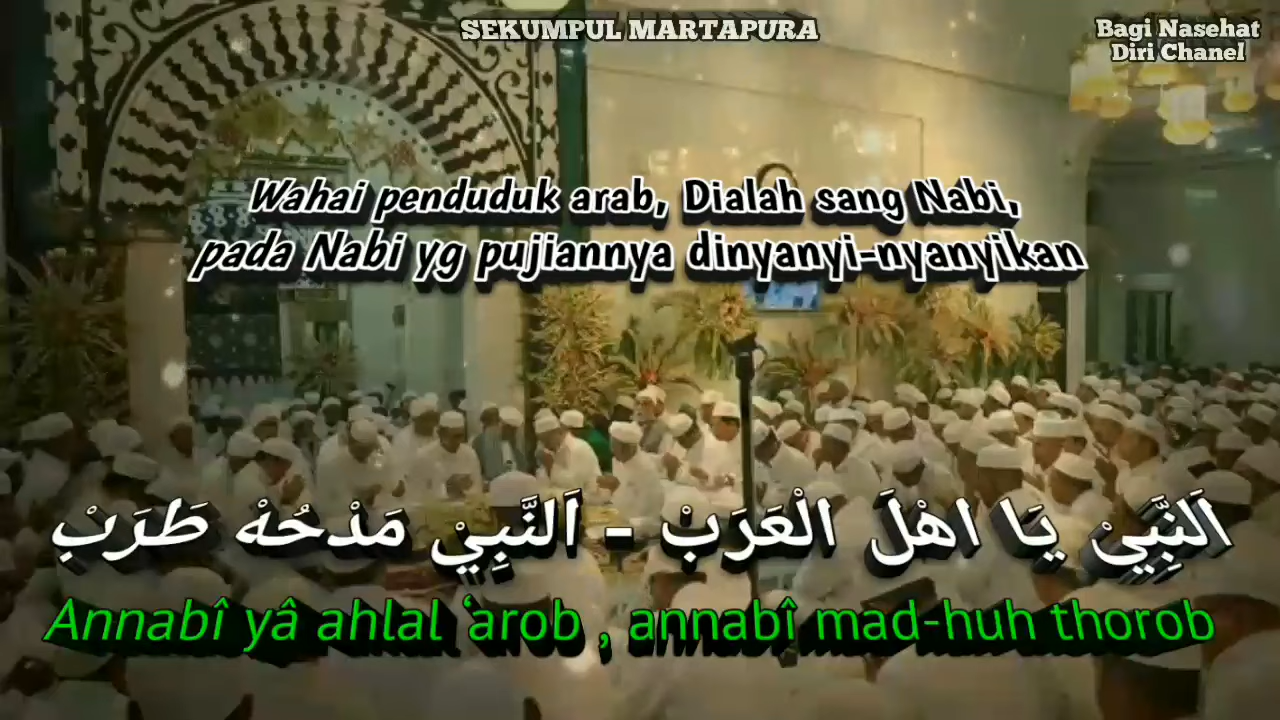 SEKUMPUL MARTAPURA
Bagi Nasehat
Diri Chanel
Wahai penduduk arab, Dialah sang Nabi,
pada Nabi yg pujiannya dinyanyi-nyanyikan
اَلنَّبِيْ يَا اهْلَ الْعَرَبْ - اَلنَّبِيْ مَدْحُهْ طَرَبْ
Annabî yâ ahlal ‘arob , annabî mad-huh thorob